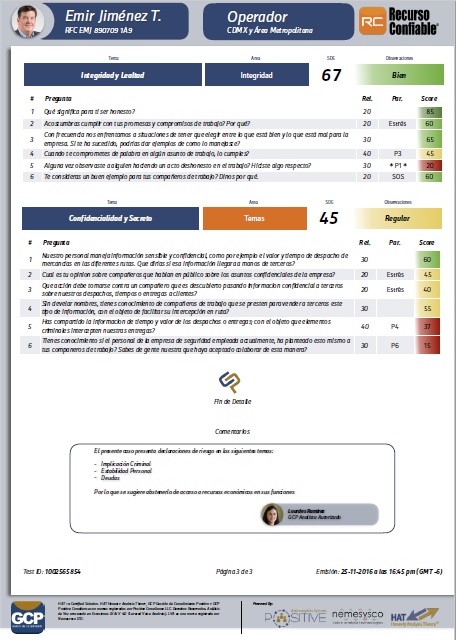 Emir Jiménez T.
RFC EMJ 890709 1A9
Operador
CDMX y Área Metropolitana
RC Recurso Confiable®
Tema Area SDE Observaciones
Integridad y Lealtad Integridad 67 Bien
# Pregunta Rel. Par. Score
1 Qué significa para ti ser honesto? 20 85
2 Acostumbras cumplir con tus promesas y compromisos de trabajo? Por qué? 20 Estrés 60
3 Con frecuencia nos enfrentamos a situaciones de tener que elegir entre lo que está bien y lo que está mal para la 30 65
empresa. Si te ha sucedido, podrías dar ejemplos de como lo manejaste?
4 Cuando te comprometes de palabra en algún asunto de trabajo, lo cumples? 40 P3 45
5 Alguna vez observaste a alguien haciendo un acto deshonesto en el trabajo? Hiciste algo respecto? 30 *P1* 20
6 Te consideras un buen ejemplo para tus compañeros de trabajo? Dinos por qué. 20 SOS 60
Tema Area SDE Observaciones
Confidencialidad y Secreto Temas 45 Regular
# Pregunta Rel. Par. Score
1 Nuestro personal maneja información sensible y confidencial, como por ejemplo el valor y tiempo de despacho de 30 60
mercancías en las diferentes rutas. Que dirías si esa información llegara a manos de terceros?
2 Cual es tu opinión sobre compañeros que hablan en público sobre los asuntos confidenciales de la empresa? 20 Estrés 45
3 Que acción debe tomarse contra un compañero que es descubierto pasando informacion confidencial a terceros 20 Estrés 40
sobre nuestros despachos, tiempos o entregas a clientes?
4 Sin develar nombres, tienes conocimiento de compañeros de trabajo que se presten para vender a terceros este 30 55
tipo de información, con el objeto de facilitar su intercepción en ruta?
5 Has compartido la informacion de tiempo y valor de los despachos o entregas; con el objeto que elementos 40 P4 37
criminales intercepten nuestras entregas?
6 Tienes conocimiento si el personal de la empresa de seguridad empleada actualmente, ha planteado esto mismo a 30 P6 15
tus compañeros de trabajo? Sabes de gente nuestra que haya aceptado colaborar de esta manera?
Fin de Detalle
Comentarios
El presente caso presento declaraciones de riesgo en los siguientes temas:
- Implicación Criminal
- Estabilidad Personal
- Deudas
Por lo que se sugiere abstenerlo de acceso a recursos económicos en sus funciones
Lourdes Ramírez
GCP Analista Autorizado
Test ID: 1002565854 Página 3 de 3 Emisión: 25-11-2016 a las 16:45 pm (GMT -6)
GCP
Powered By:
POSITIVE
nemesysco
HAT